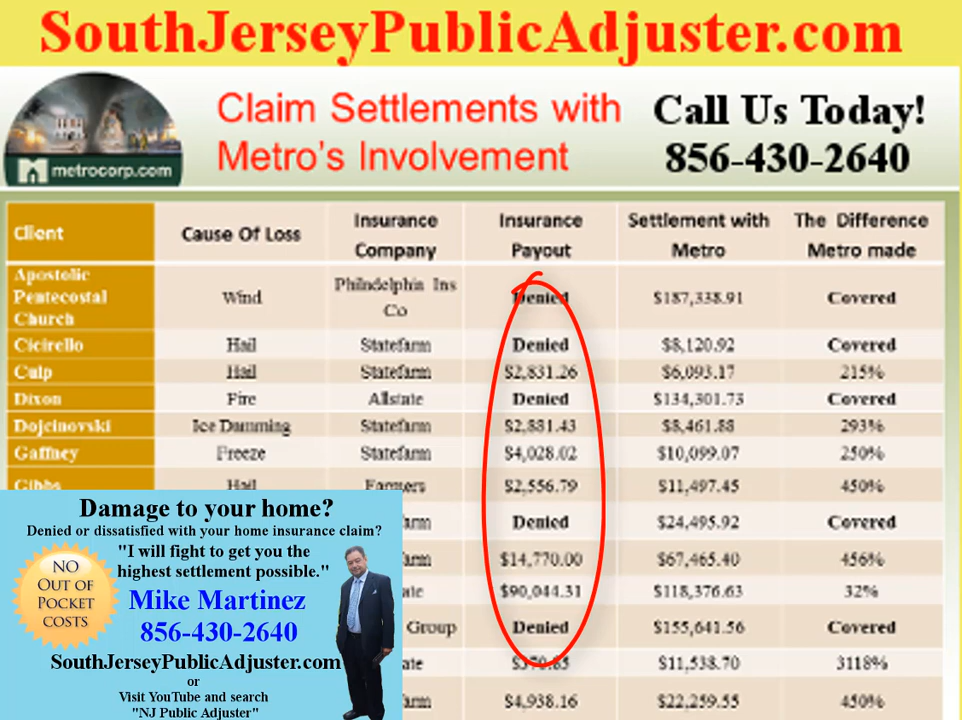 SouthJerseyPublicAdjuster.com
metrocorp.com
Claim Settlements with
Metro's Involvement
Call Us Today!
856-430-2640
Client Cause Of Loss Insurance Company Insurance Payout Settlement with Metro The Difference Metro made
Apostolic Pentecostal Church Wind Philadelphia Ins Co Denied $187,338.91 Covered
Cicirello Hail Statefarm Denied $8,120.92 Covered
Culp Hail Statefarm $2,831.26 $6,093.17 215%
Dixon Fire Allstate Denied $134,301.73 Covered
Dojcinovski Ice Damming Statefarm $2,881.43 $8,461.88 293%
Gaffney Freeze Statefarm $4,028.02 $10,099.07 250%
Gibbs Hail Farmers $2,556.79 $11,497.45 450%
arm Denied $24,495.92 Covered
arm $14,770.00 $67,465.40 456%
ate $90,044.31 $118,376.63 32%
Group Denied $155,641.56 Covered
ate $370.65 $11,538.70 3118%
arm $4,938.16 $22,259.55 450%
Damage to your home?
Denied or dissatisfied with your home insurance claim?
"I will fight to get you the
highest settlement possible."
NO
OUT OF
POCKET
COSTS
Mike Martinez
856-430-2640
SouthJerseyPublicAdjuster.com
or
Visit YouTube and search
"NJ Public Adjuster"